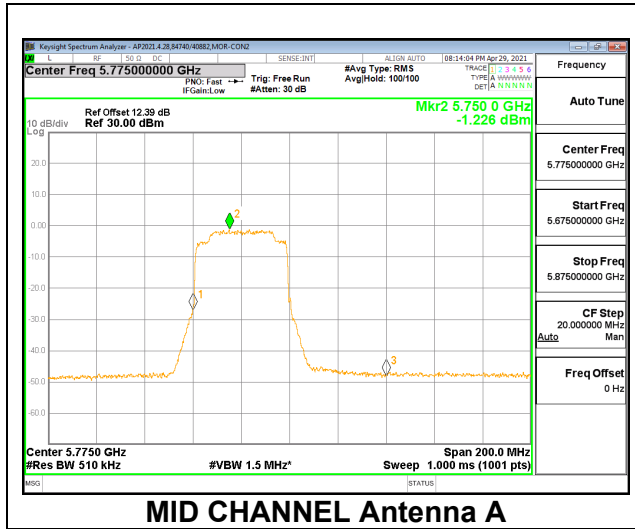 Keysight Spectrum Analyzer - AP2021.4.28,84740/40882,MOR-CON2
L RF 50 Ω DC SENSE:INT ALIGN AUTO 08:14:04 PM Apr 29, 2021
Center Freq 5.775000000 GHz #Avg Type: RMS TRACE 1 2 3 4 5 6
PNO: Fast Trig: Free Run Avg|Hold: 100/100 TYPE A WWWWW
IFGain:Low #Atten: 30 dB DET A N N N N N
Mkr2 5.750 0 GHz
Ref Offset 12.39 dB
10 dB/div Ref 30.00 dBm -1.226 dBm
Log
20.0
10.0
2
0.00
-10.0
-20.0
1
-30.0
-40.0
3
-50.0
-60.0
Center 5.7750 GHz Span 200.0 MHz
#Res BW 510 kHz #VBW 1.5 MHz* Sweep 1.000 ms (1001 pts)
MSG STATUS
Frequency
Auto Tune
Center Freq
5.775000000 GHz
Start Freq
5.675000000 GHz
Stop Freq
5.875000000 GHz
CF Step
20.000000 MHz
Auto Man
Freq Offset
0 Hz
MID CHANNEL Antenna A